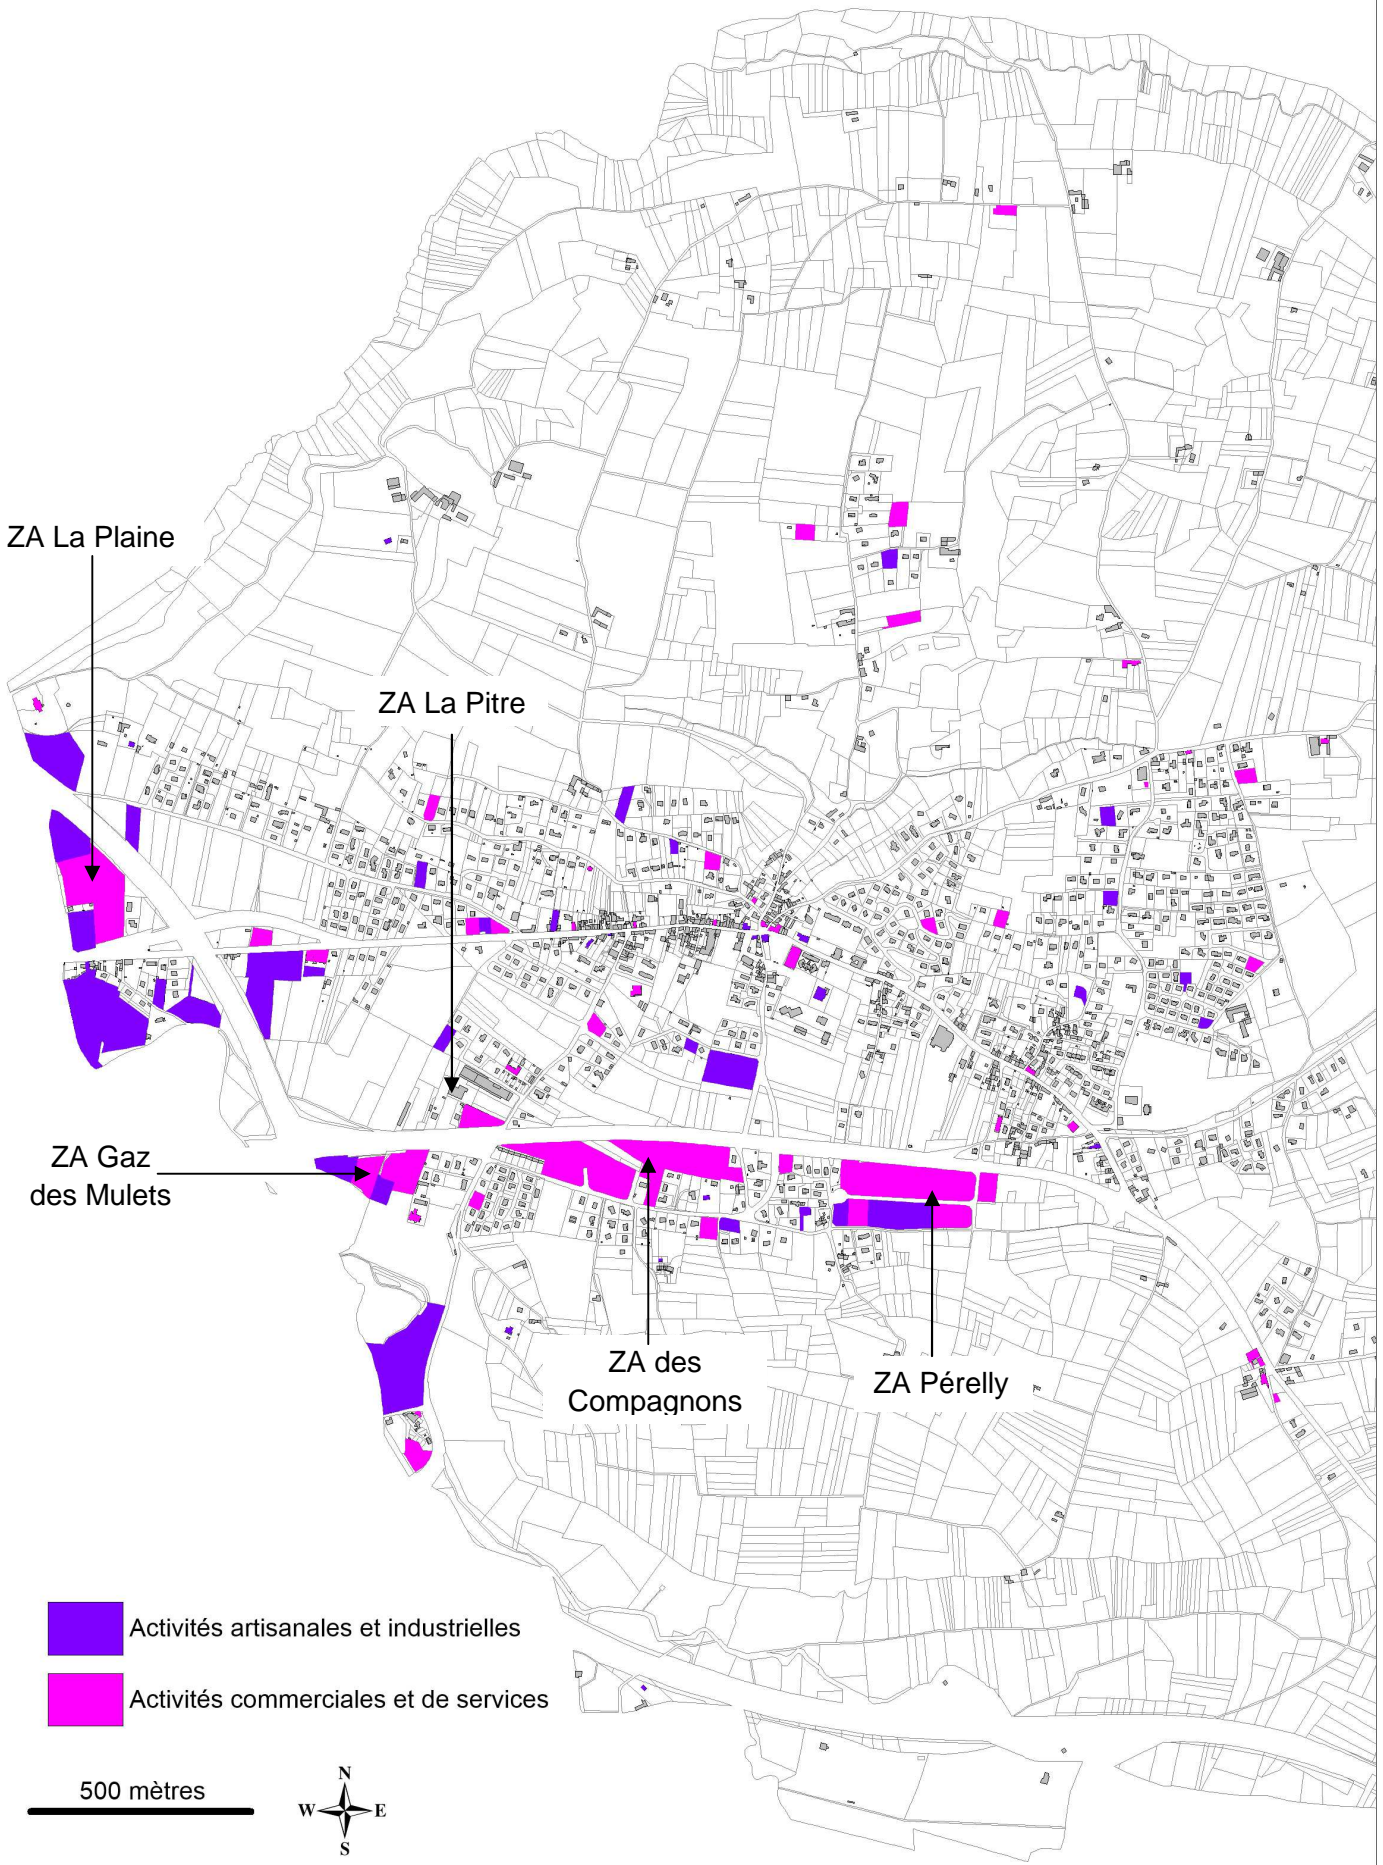 ZA La Plaine
ZA La Pitre
ZA Gaz
des Mulets
ZA des
Compagnons
ZA Pérelly
Activités artisanales et industrielles
Activités commerciales et de services
500 mètres
N
W
E
S